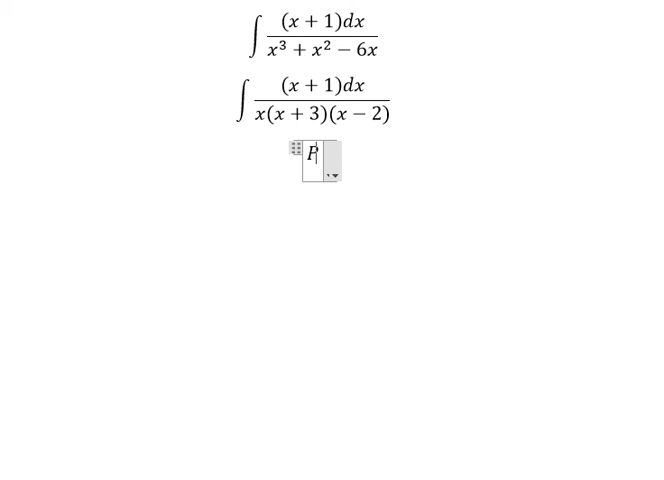 ∫ (x + 1)dx / x³ + x² − 6x
∫ (x + 1)dx / x(x + 3)(x − 2)